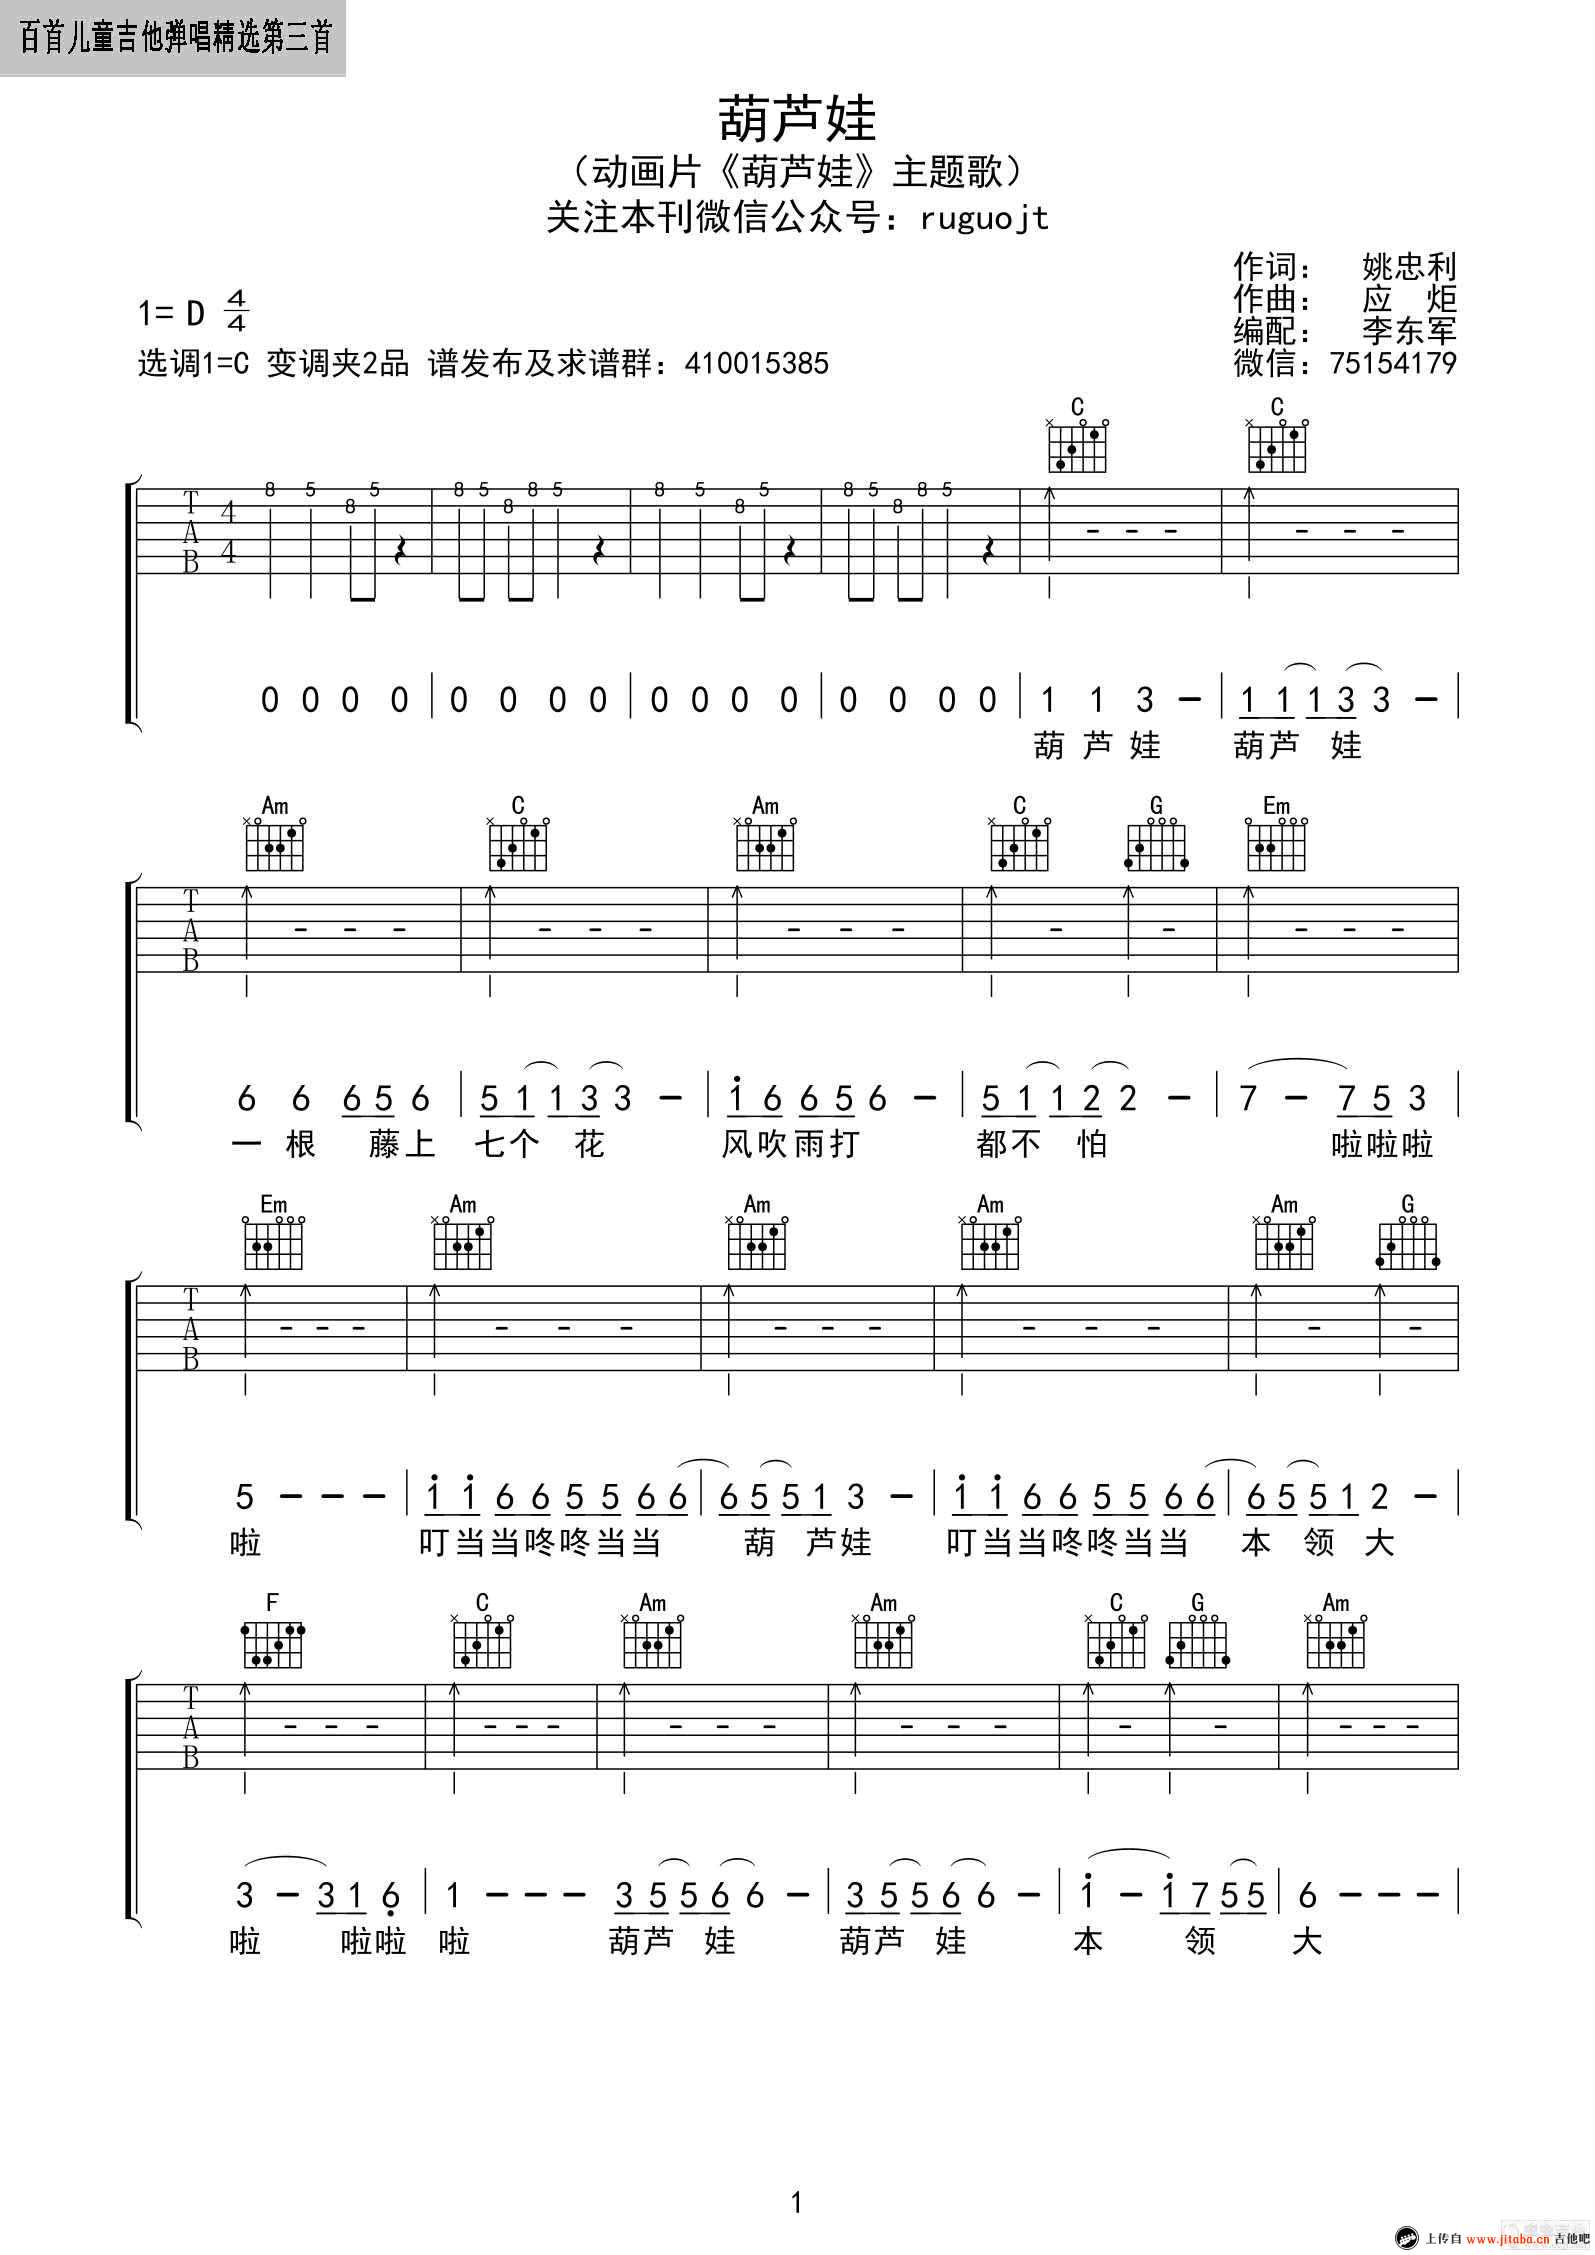 百首儿童吉他弹唱精选第三首
葫芦娃
（动画片《葫芦娃》主题歌）
关注本刊微信公众号：ruguojt
作词： 姚忠利
作曲： 应 炬
编配： 李东军
微信：75154179
1= D 4/4
选调1=C 变调夹2品 谱发布及求谱群：410015385
C C
T A B 4/4 8 5 8 5 8 5 8 8 5 8 5 8 5 8 5 8 8 5
0 0 0 0 0 0 0 0 0 0 0 0 0 0 0 0 1 1 3 – 1 1 1 3 3 –
葫 芦 娃 葫芦 娃
Am C Am C G Em
T A B
6 6 6 5 6 5 1 1 3 3 – 1 6 6 5 6 – 5 1 1 2 2 – 7 – 7 5 3
一 根 藤上 七个 花 风吹雨打 都不 怕 啦啦啦
Em Am Am Am Am G
T A B
5 – – – 1 1 6 6 5 5 6 6 6 5 5 1 3 – 1 1 6 6 5 5 6 6 6 5 5 1 2 –
啦 叮当当咚咚当当 葫 芦娃 叮当当咚咚当当 本 领 大
F C Am Am C G Am
T A B
3 – 3 1 6 1 – – – 3 5 5 6 6 – 3 5 5 6 6 – 1 – 1 7 5 5 6 – – –
啦 啦啦 啦 葫芦 娃 葫芦 娃 本 领 大
1
上传自 www.jitaba.cn 吉他吧